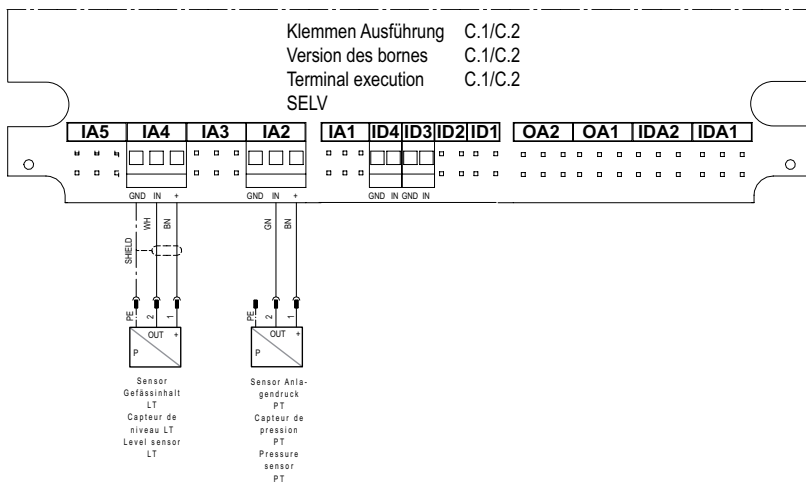 Klemmen Ausführung C.1/C.2
Version des bornes C.1/C.2
Terminal execution C.1/C.2
SELV
IA5 IA4 IA3 IA2 IA1 ID4 ID3 ID2 ID1 OA2 OA1 IDA2 IDA1
GND IN + GND IN + GND IN GND IN
WH BN GN BN
SHIELD
PE 2 1 PE 2 1
OUT + OUT +
P P
Sensor
Gefässinhalt
LT
Capteur de
niveau LT
Level sensor
LT
Sensor Anla-
gendruck
PT
Capteur de
pression
PT
Pressure
sensor
PT